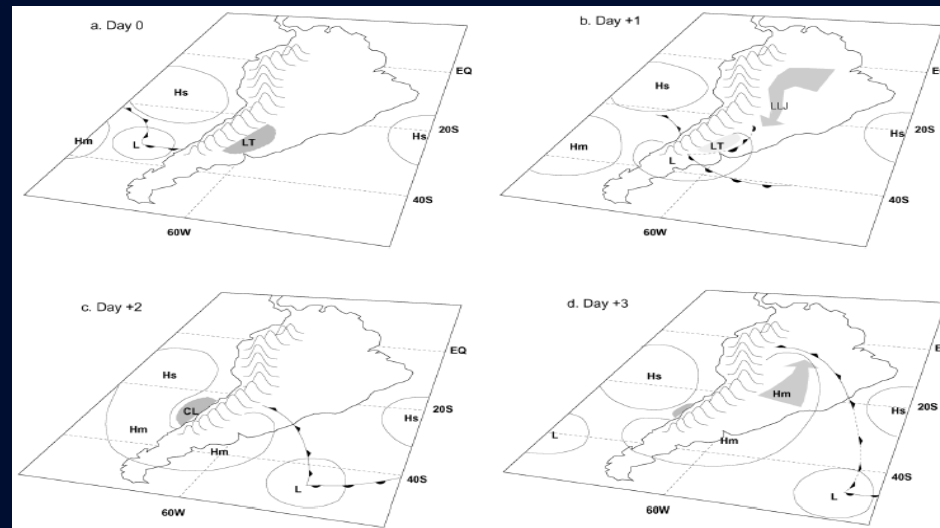 a. Day 0
EQ
Hs
Hm
L
LT
Hs
20S
40S
60W
b. Day +1
EQ
Hs
LLJ
20S
Hs
Hm
L
LT
40S
60W
c. Day +2
EQ
Hs
CL
20S
Hs
Hm
Hm
L
40S
60W
d. Day +3
Hs
Hm
20S
Hs
L
Hm
40S
L
60W